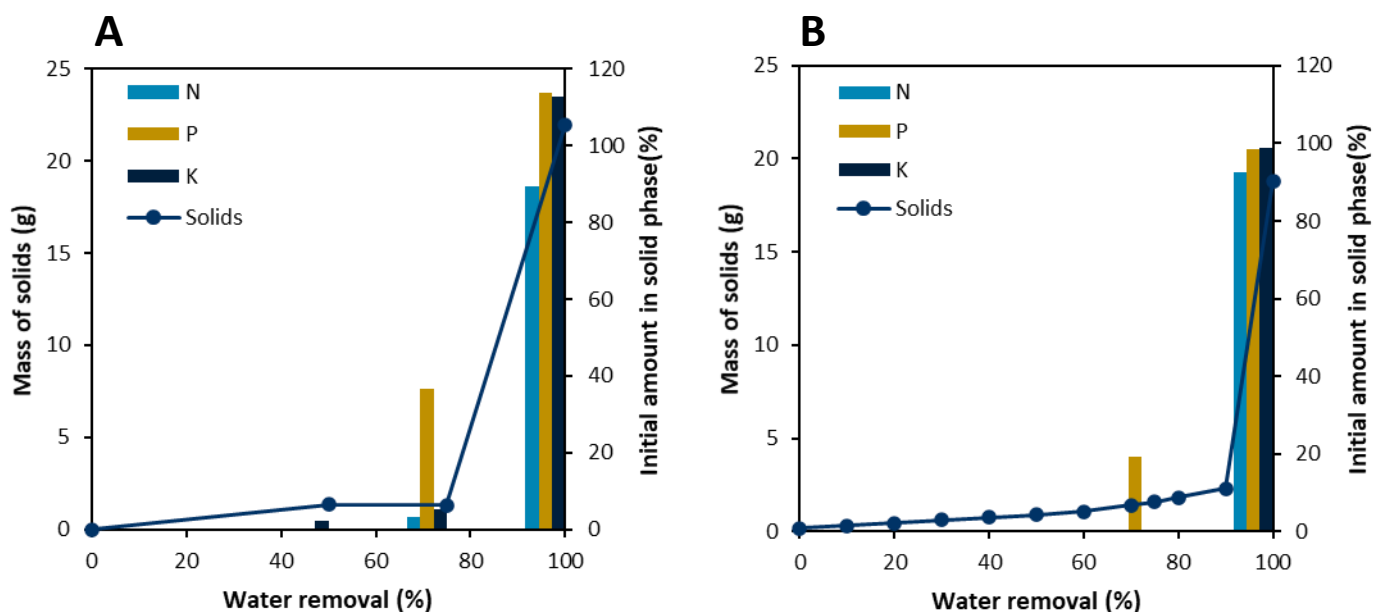 A
Mass of solids (g)
25
20
15
10
5
0
N
P
K
Solids
120
100
80
60
40
20
0
Initial amount in solid phase(%)
0 20 40 60 80 100
Water removal (%)
B
Mass of solids (g)
25
20
15
10
5
0
N
P
K
Solids
120
100
80
60
40
20
0
Initial amount in solid phase(%)
0 20 40 60 80 100
Water removal (%)